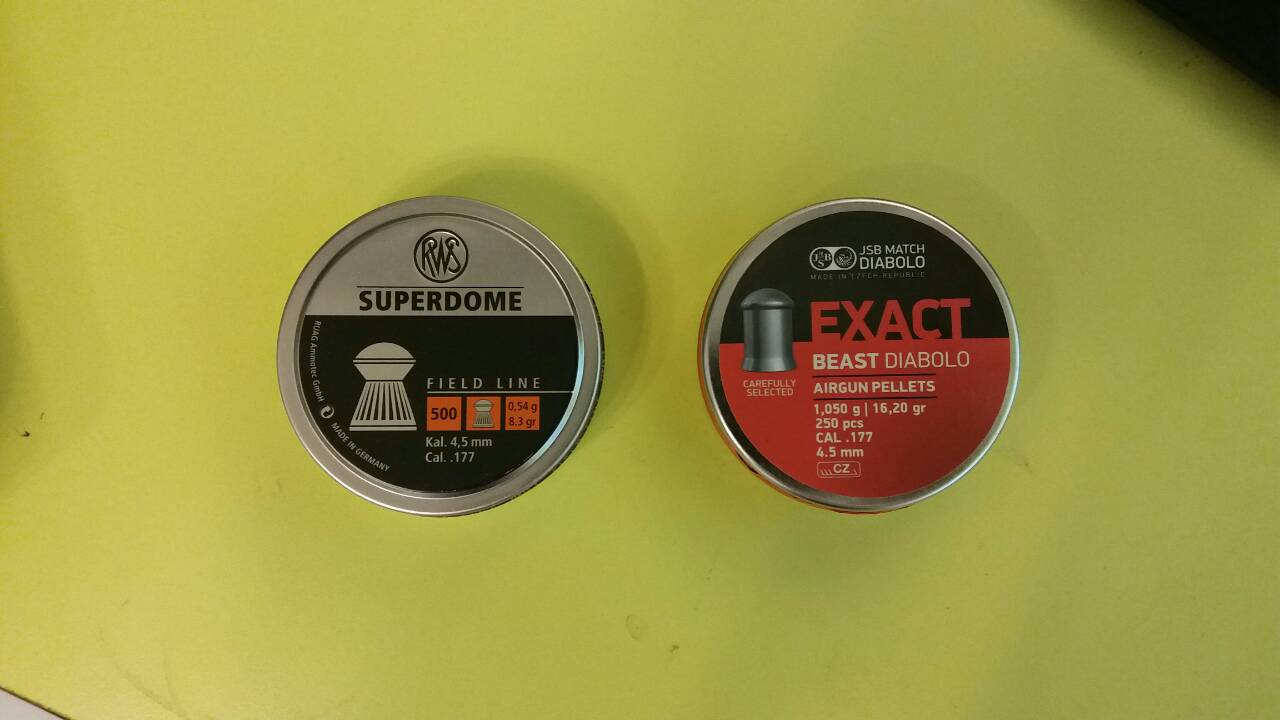 RWS
SUPERDOME
RUAG Ammotec GmbH
MADE IN GERMANY
FIELD LINE
500
0,54 g
8.3 gr
Kal. 4,5 mm
Cal. .177
JSB
JSB MATCH
DIABOLO
MADE IN CZECH REPUBLIC
EXACT
BEAST DIABOLO
CAREFULLY
SELECTED
AIRGUN PELLETS
1,050 g | 16,20 gr
250 pcs
CAL .177
4.5 mm
CZ